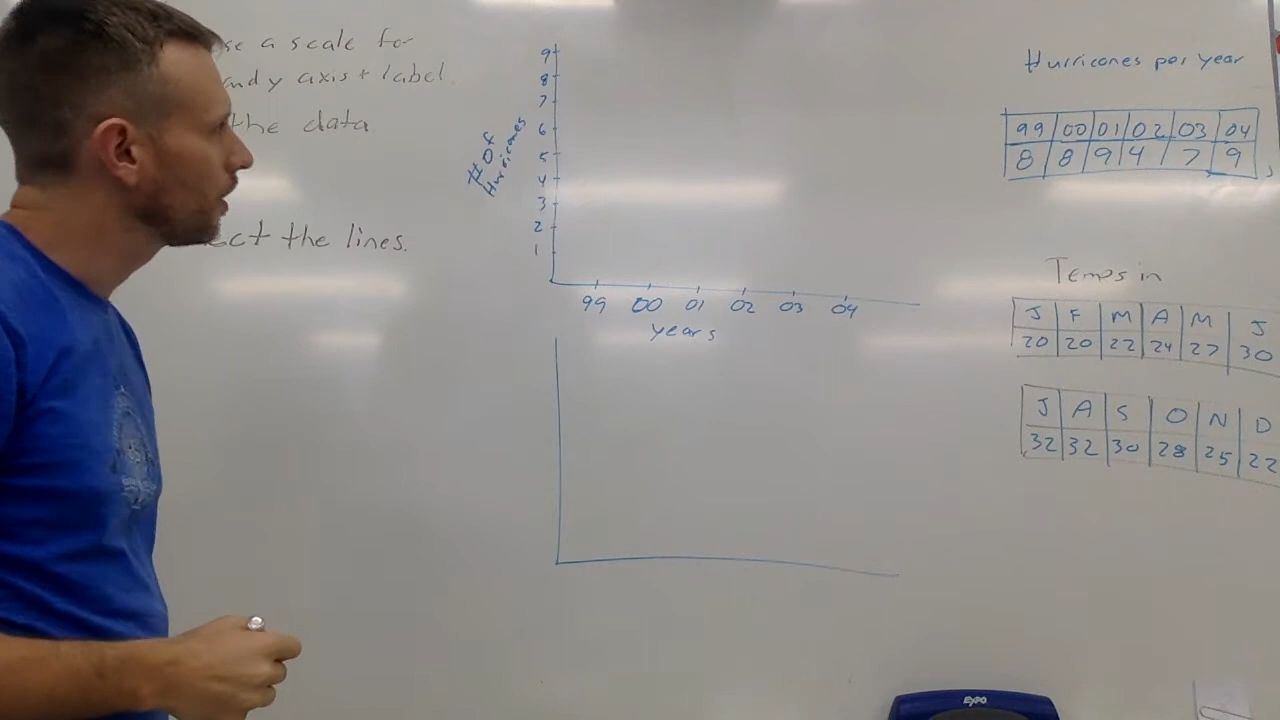 se a scale for
and y axis + label
the data
ect the lines.
9
8
7
6
5
4
3
2
1
# of
Hurricanes
99 00 01 02 03 04
years
Hurricanes per year
99 00 01 02 03 04
8 8 9 4 7 9
Temps in
J F M A M J
20 20 22 24 27 30
J A S O N D
32 32 30 28 25 22
EXPO